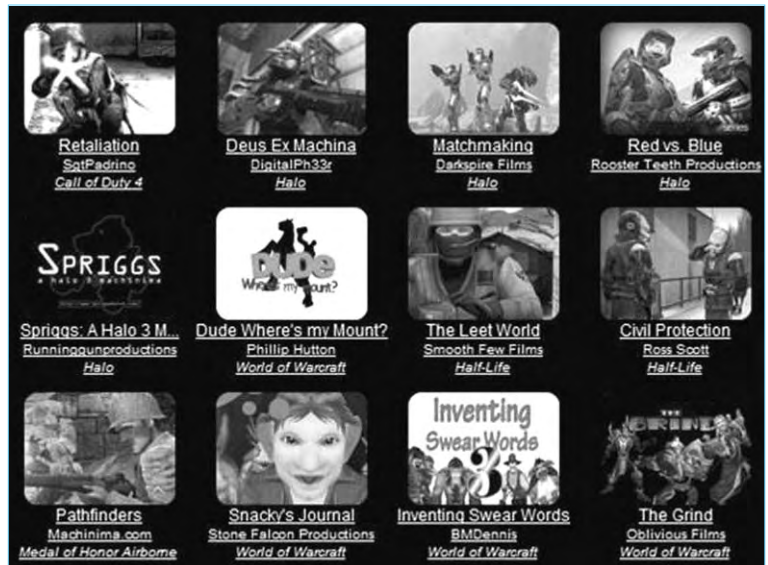 Retaliation
SgtPadrino
Call of Duty 4
Deus Ex Machina
DigitalPh33r
Halo
Matchmaking
Darkspire Films
Halo
Red vs. Blue
Rooster Teeth Productions
Halo
SPRIGGS
a halo 3 machinima
Spriggs: A Halo 3 M...
Runninggunproductions
Halo
DUDe
Where's my Mount?
Dude Where's my Mount?
Phillip Hutton
World of Warcraft
The Leet World
Smooth Few Films
Half-Life
Civil Protection
Ross Scott
Half-Life
Pathfinders
Machinima.com
Medal of Honor Airborne
Snacky's Journal
Stone Falcon Productions
World of Warcraft
Inventing
Swear Words
3
Inventing Swear Words
BMDennis
World of Warcraft
GRIND
The Grind
Oblivious Films
World of Warcraft